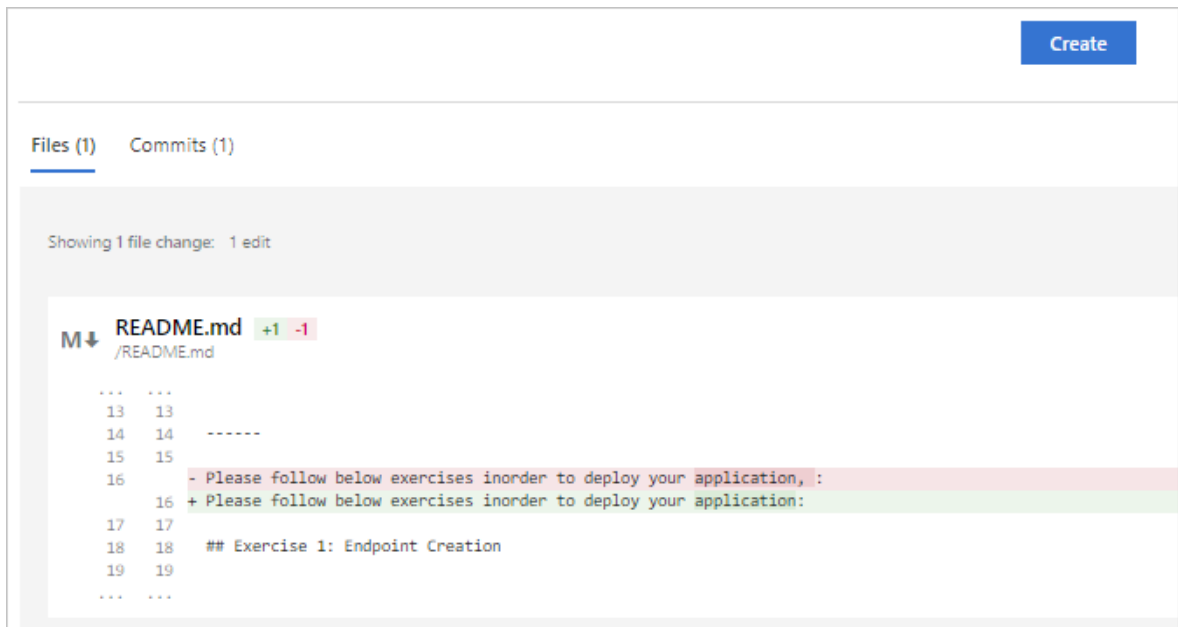 Create
Files (1) Commits (1)
Showing 1 file change: 1 edit
M README.md +1 -1
/README.md
... ...
13 13
14 14 ------
15 15
16 - Please follow below exercises inorder to deploy your application, :
16 + Please follow below exercises inorder to deploy your application:
17 17
18 18 ## Exercise 1: Endpoint Creation
19 19
... ...